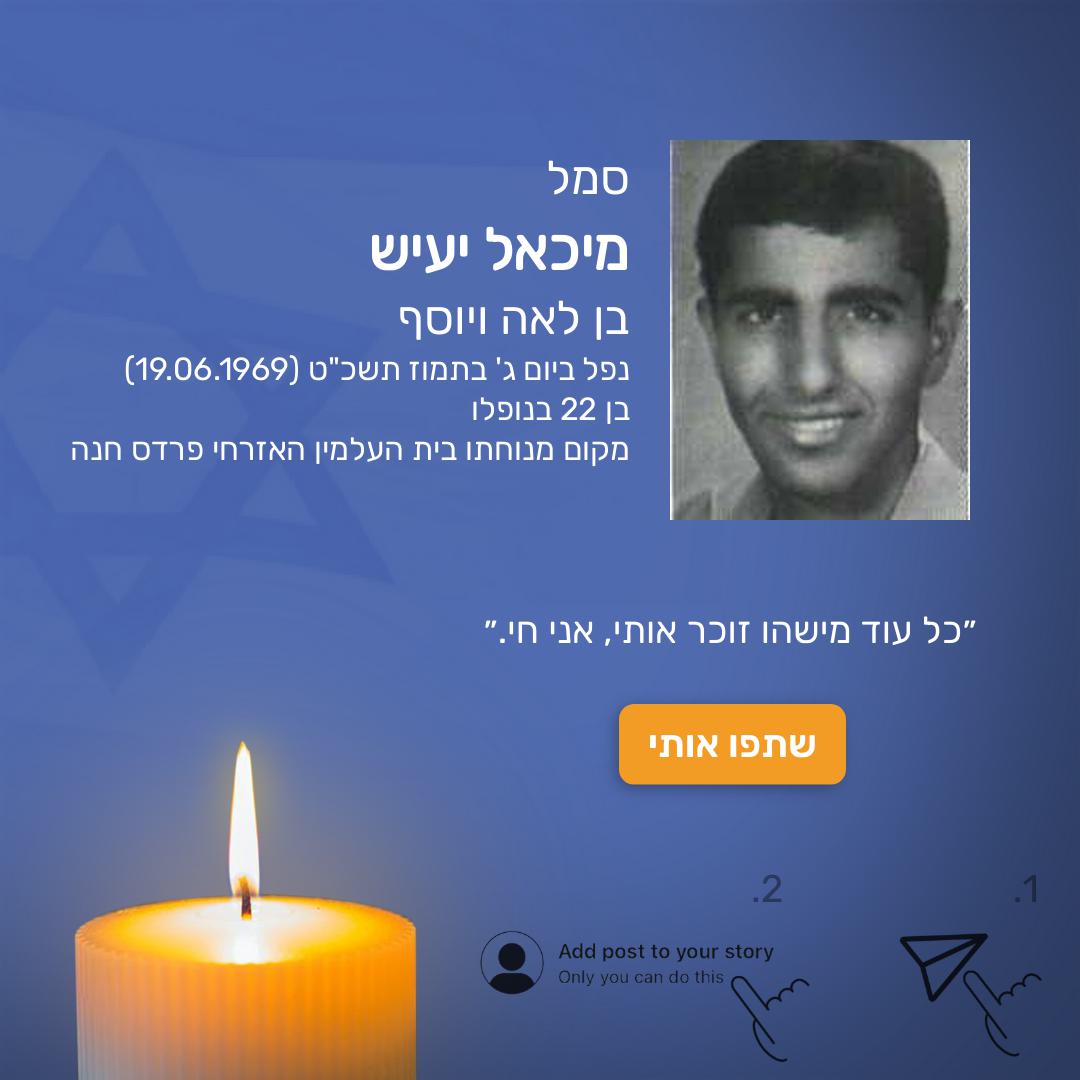 סמל
מיכאל יעיש
בן לאה ויוסף
נפל ביום ג' בתמוז תשכ"ט (19.06.1969)
בן 22 בנופלו
מקום מנוחתו בית העלמין האזרחי פרדס חנה
״כל עוד מישהו זוכר אותי, אני חי.״
שתפו אותי
1.
2.
Add post to your story
Only you can do this